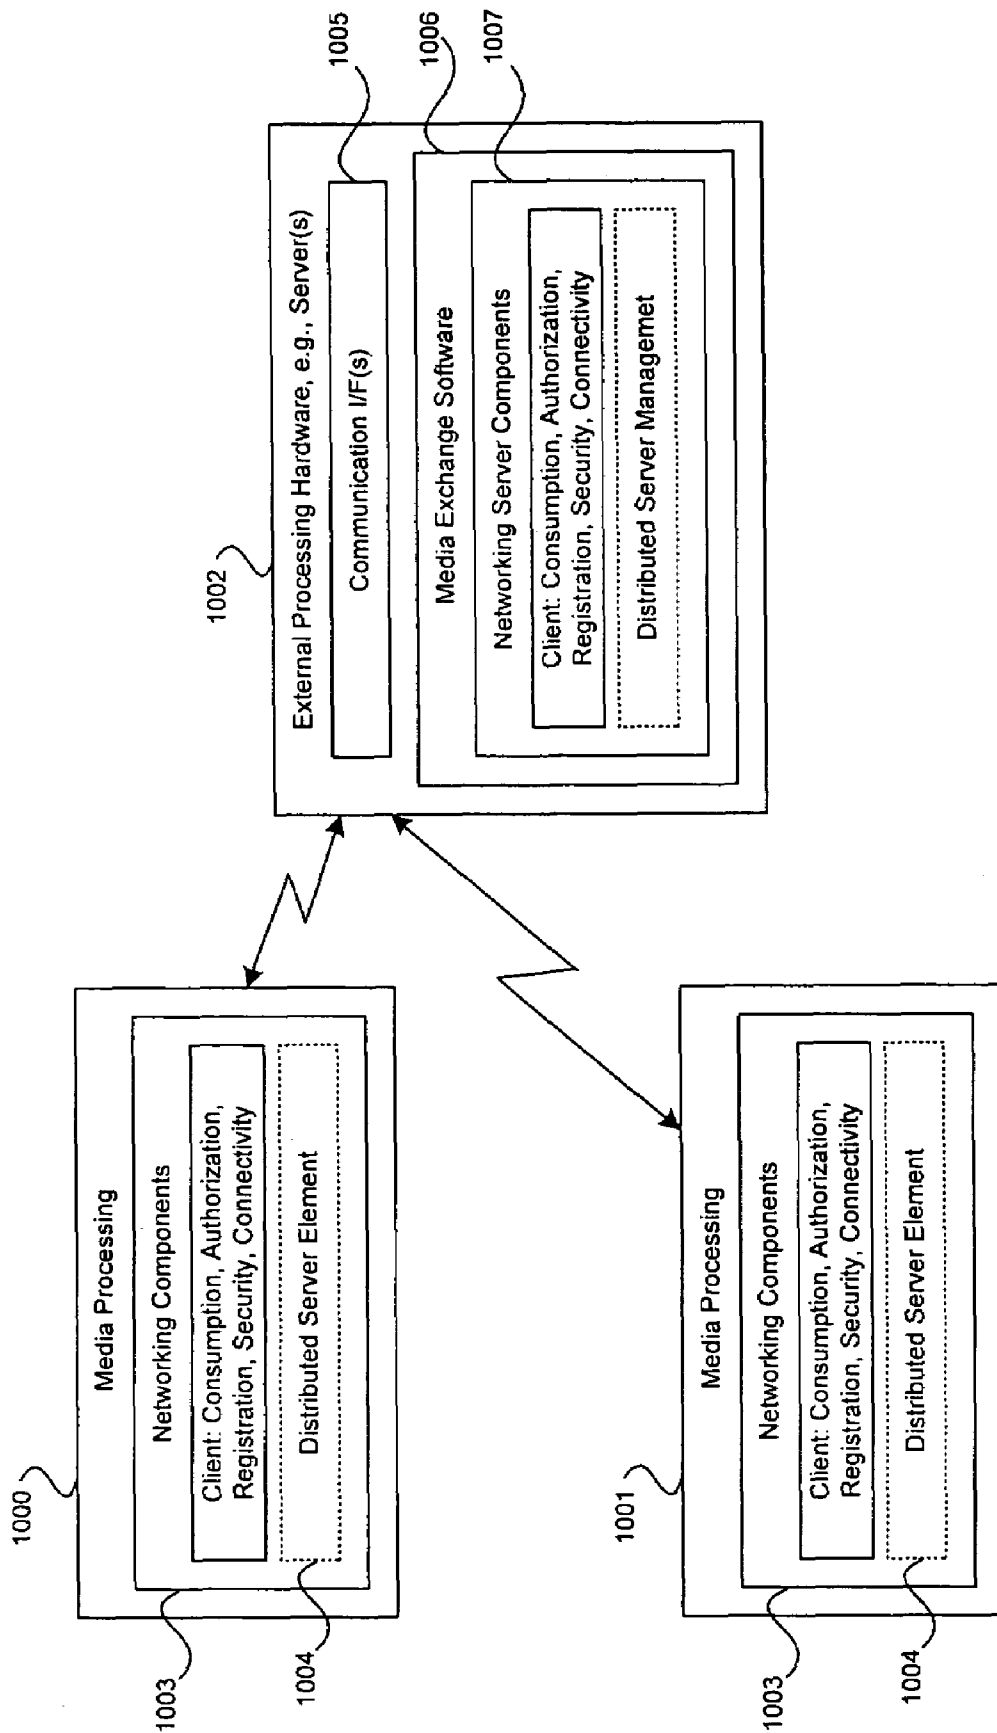 1000
Media Processing
Networking Components
Client: Consumption, Authorization,
Registration, Security, Connectivity
Distributed Server Element
1003
1004
1002
External Processing Hardware, e.g., Server(s)
Communication I/F(s)
Media Exchange Software
Networking Server Components
Client: Consumption, Authorization,
Registration, Security, Connectivity
Distributed Server Managemet
1005
1006
1007
1001
Media Processing
Networking Components
Client: Consumption, Authorization,
Registration, Security, Connectivity
Distributed Server Element
1003
1004